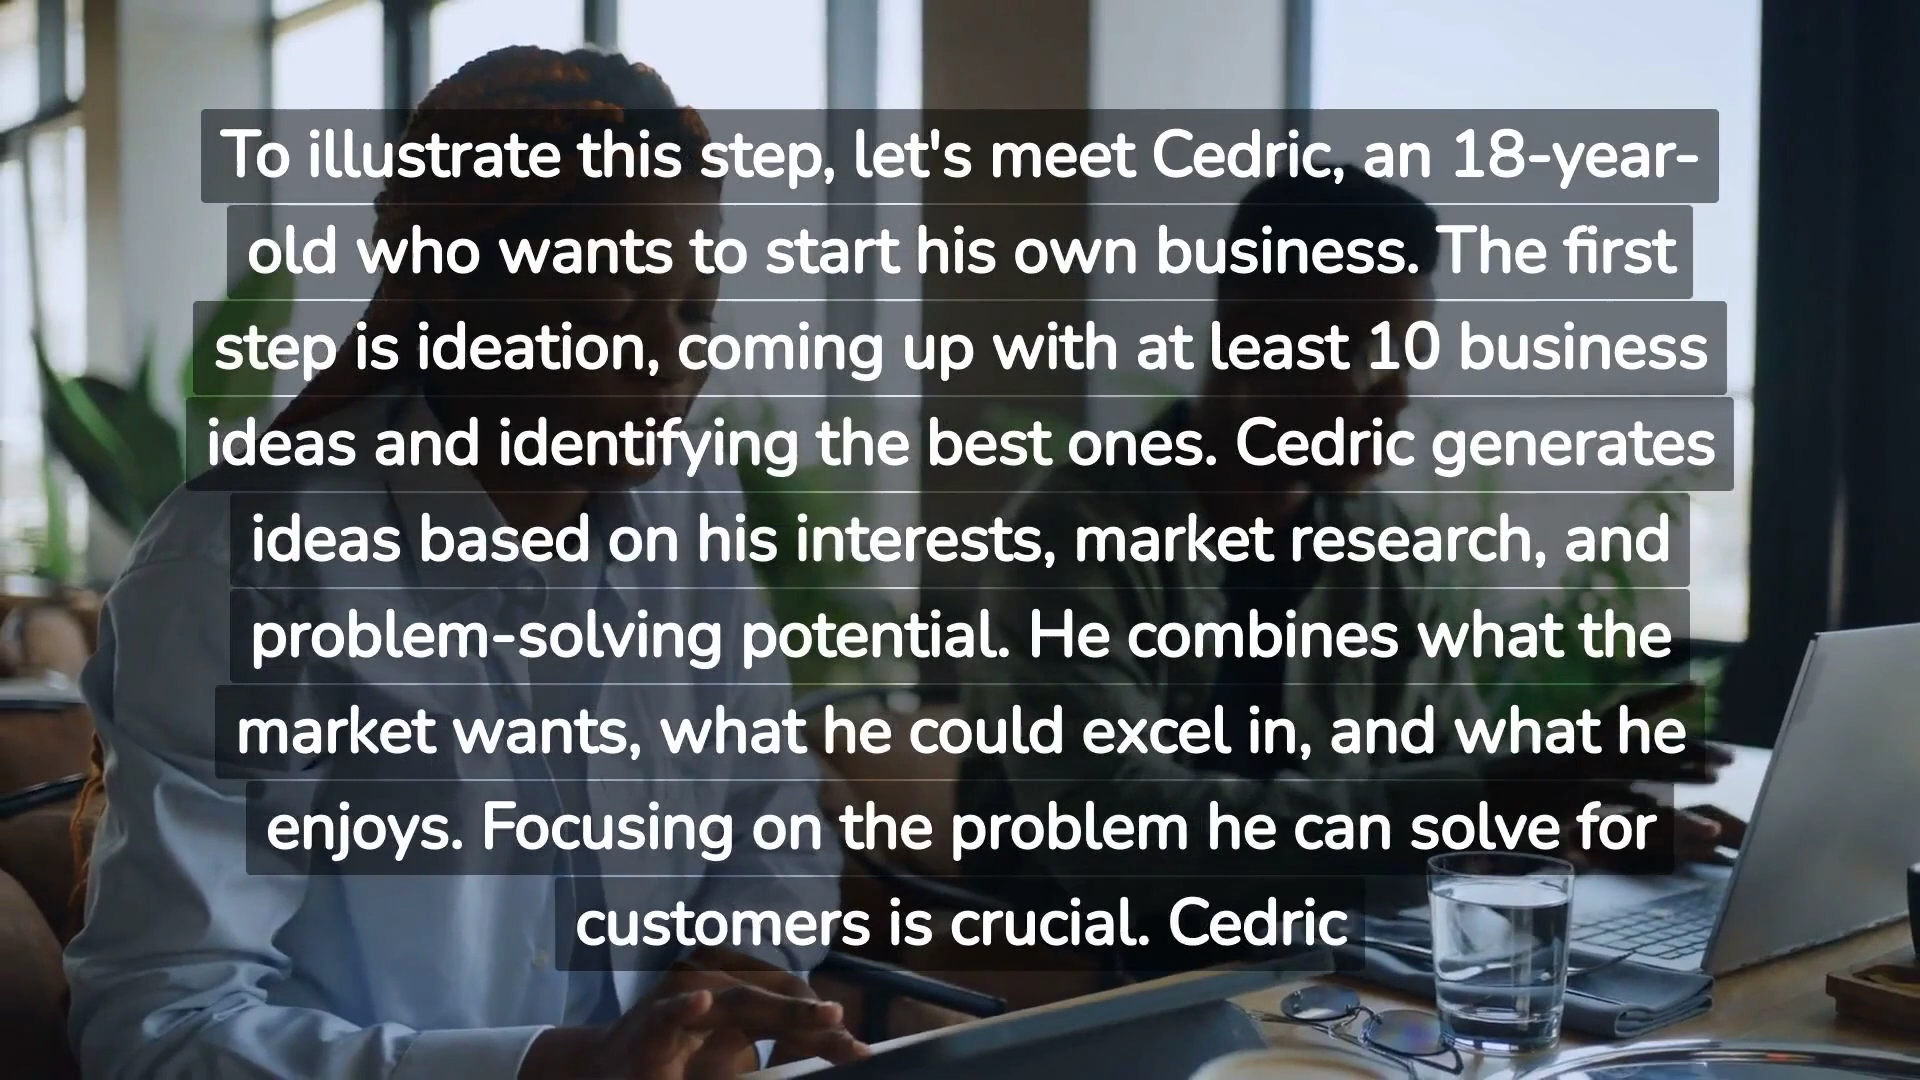 To illustrate this step, let's meet Cedric, an 18-year-
old who wants to start his own business. The first
step is ideation, coming up with at least 10 business
ideas and identifying the best ones. Cedric generates
ideas based on his interests, market research, and
problem-solving potential. He combines what the
market wants, what he could excel in, and what he
enjoys. Focusing on the problem he can solve for
customers is crucial. Cedric